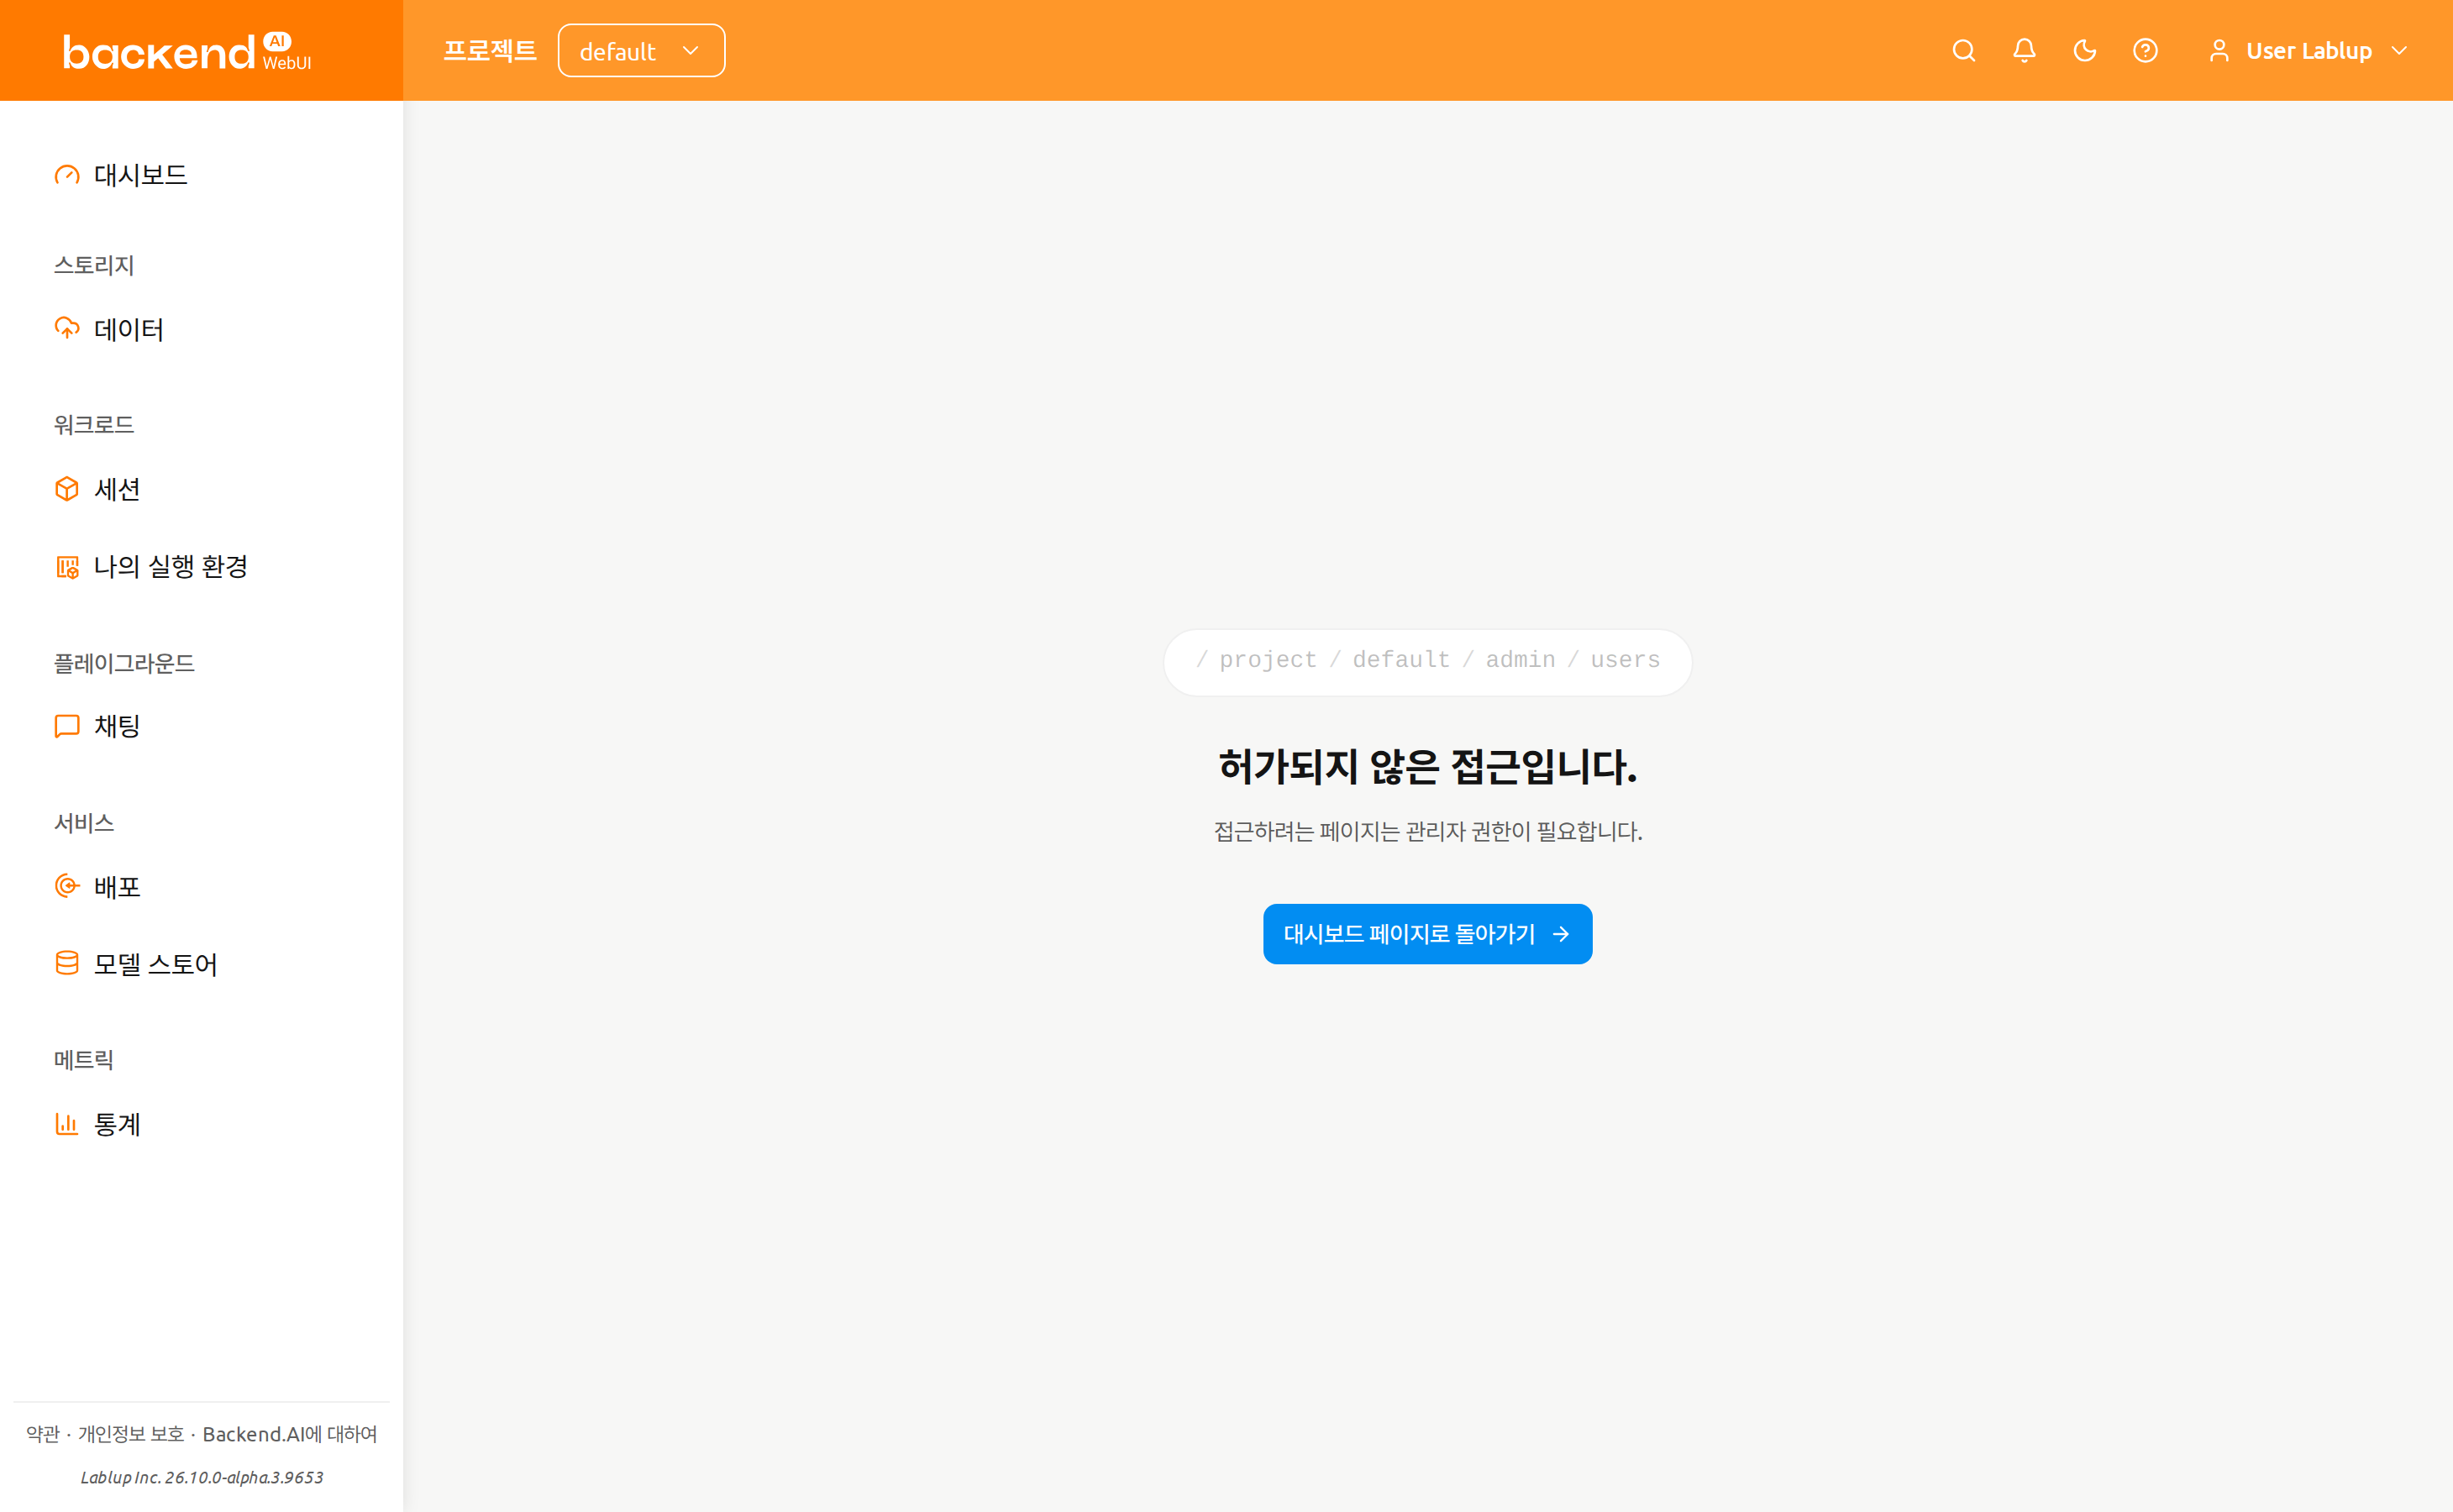 backend AI WebUI
프로젝트 default
User Lablup
대시보드
스토리지
데이터
워크로드
세션
나의 실행 환경
플레이그라운드
채팅
서비스
배포
모델 스토어
메트릭
통계
약관 · 개인정보 보호 · Backend.AI에 대하여
Lablup Inc. 26.10.0-alpha.3.9653
/ project / default / admin / users
허가되지 않은 접근입니다.
접근하려는 페이지는 관리자 권한이 필요합니다.
대시보드 페이지로 돌아가기